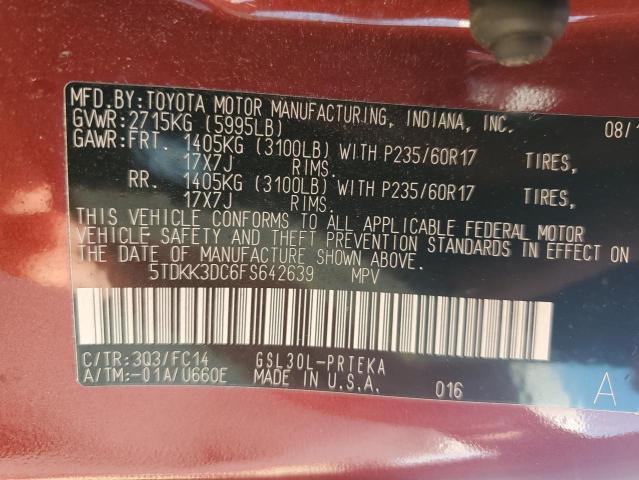 MFD.BY:TOYOTA MOTOR MANUFACTURING, INDIANA, INC. 08/1
GVWR:2715KG (5995LB)
GAWR:FRT. 1405KG (3100LB) WITH P235/60R17 TIRES,
17X7J RIMS.
RR. 1405KG (3100LB) WITH P235/60R17 TIRES,
17X7J RIMS.
THIS VEHICLE CONFORMS TO ALL APPLICABLE FEDERAL MOTOR
VEHICLE SAFETY AND THEFT PREVENTION STANDARDS IN EFFECT ON
THE DATE OF MANUFACTURE SHOWN ABOVE.
5TDKK3DC6FS642639 MPV
C/TR:3Q3/FC14 GSL30L-PRTEKA
A/TM:-01A/U660E MADE IN U.S.A. 016 A